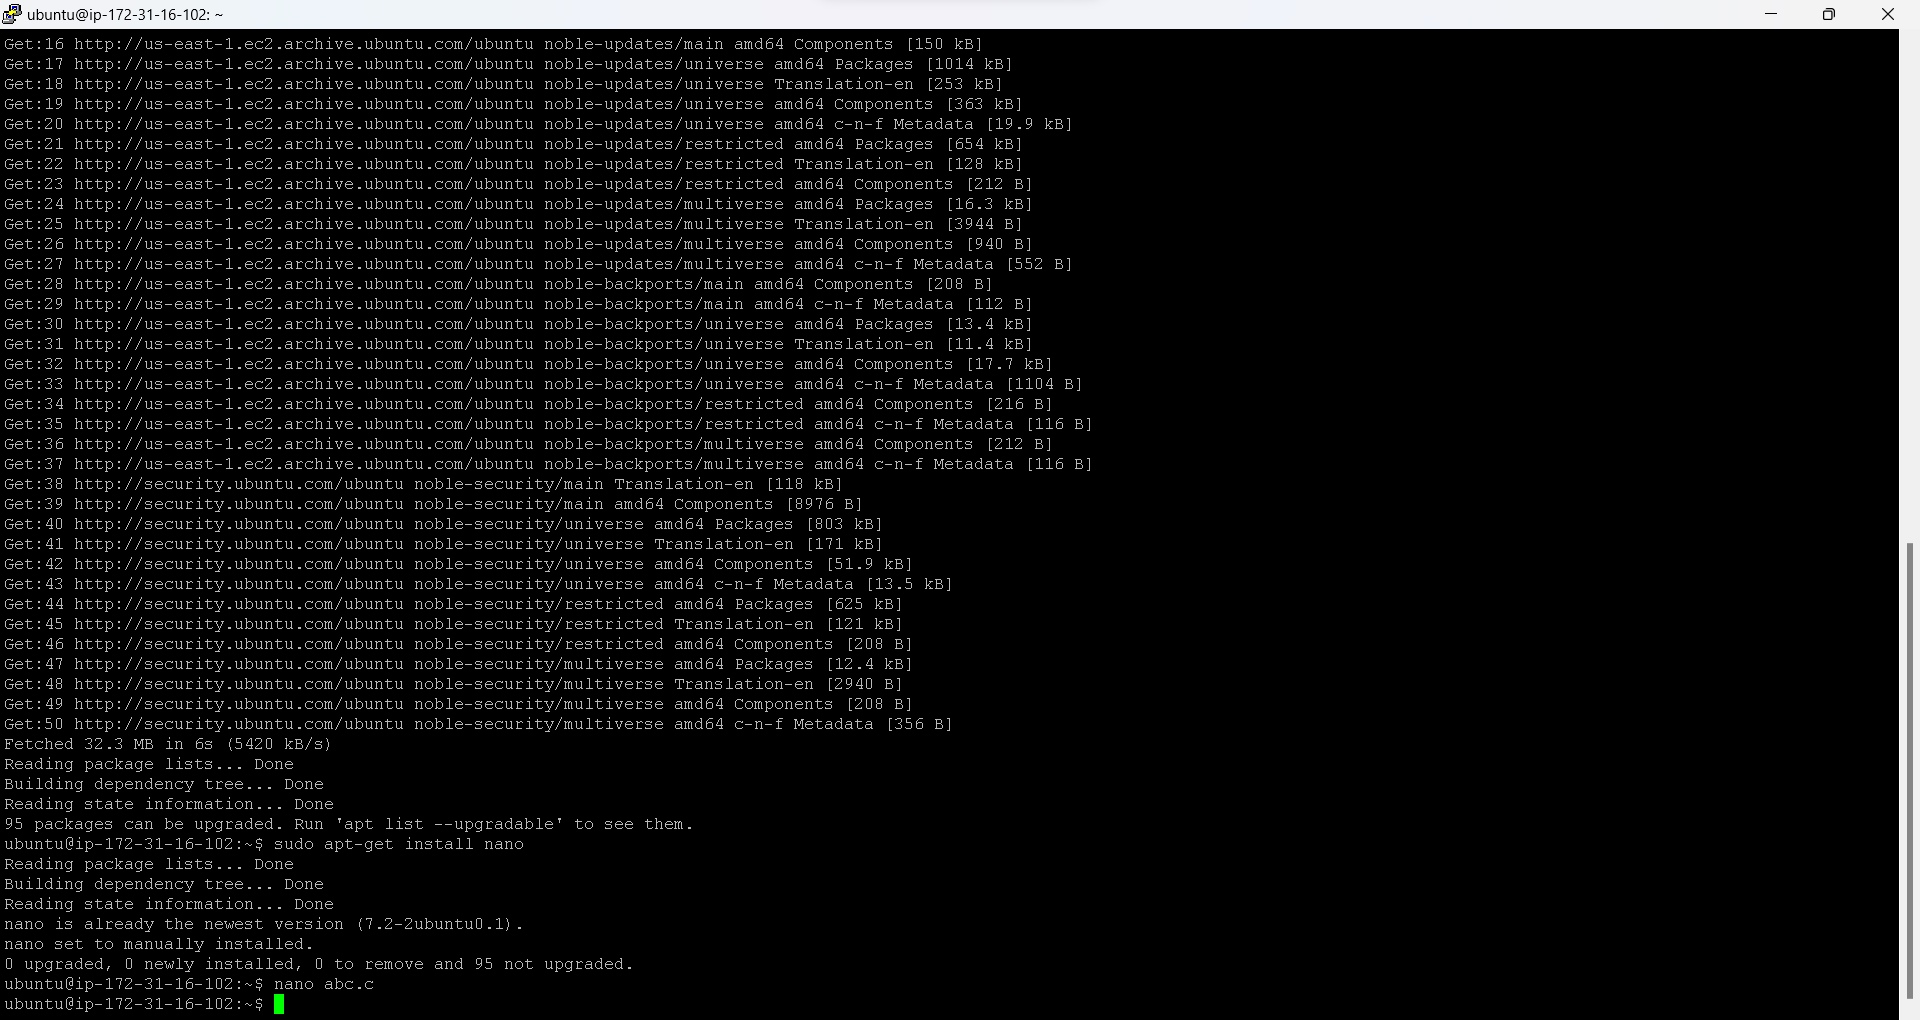 ubuntu@ip-172-31-16-102: ~
Get:16 http://us-east-1.ec2.archive.ubuntu.com/ubuntu noble-updates/main amd64 Components [150 kB]
Get:17 http://us-east-1.ec2.archive.ubuntu.com/ubuntu noble-updates/universe amd64 Packages [1014 kB]
Get:18 http://us-east-1.ec2.archive.ubuntu.com/ubuntu noble-updates/universe Translation-en [253 kB]
Get:19 http://us-east-1.ec2.archive.ubuntu.com/ubuntu noble-updates/universe amd64 Components [363 kB]
Get:20 http://us-east-1.ec2.archive.ubuntu.com/ubuntu noble-updates/universe amd64 c-n-f Metadata [19.9 kB]
Get:21 http://us-east-1.ec2.archive.ubuntu.com/ubuntu noble-updates/restricted amd64 Packages [654 kB]
Get:22 http://us-east-1.ec2.archive.ubuntu.com/ubuntu noble-updates/restricted Translation-en [128 kB]
Get:23 http://us-east-1.ec2.archive.ubuntu.com/ubuntu noble-updates/restricted amd64 Components [212 B]
Get:24 http://us-east-1.ec2.archive.ubuntu.com/ubuntu noble-updates/multiverse amd64 Packages [16.3 kB]
Get:25 http://us-east-1.ec2.archive.ubuntu.com/ubuntu noble-updates/multiverse Translation-en [3944 B]
Get:26 http://us-east-1.ec2.archive.ubuntu.com/ubuntu noble-updates/multiverse amd64 Components [940 B]
Get:27 http://us-east-1.ec2.archive.ubuntu.com/ubuntu noble-updates/multiverse amd64 c-n-f Metadata [552 B]
Get:28 http://us-east-1.ec2.archive.ubuntu.com/ubuntu noble-backports/main amd64 Components [208 B]
Get:29 http://us-east-1.ec2.archive.ubuntu.com/ubuntu noble-backports/main amd64 c-n-f Metadata [112 B]
Get:30 http://us-east-1.ec2.archive.ubuntu.com/ubuntu noble-backports/universe amd64 Packages [13.4 kB]
Get:31 http://us-east-1.ec2.archive.ubuntu.com/ubuntu noble-backports/universe Translation-en [11.4 kB]
Get:32 http://us-east-1.ec2.archive.ubuntu.com/ubuntu noble-backports/universe amd64 Components [17.7 kB]
Get:33 http://us-east-1.ec2.archive.ubuntu.com/ubuntu noble-backports/universe amd64 c-n-f Metadata [1104 B]
Get:34 http://us-east-1.ec2.archive.ubuntu.com/ubuntu noble-backports/restricted amd64 Components [216 B]
Get:35 http://us-east-1.ec2.archive.ubuntu.com/ubuntu noble-backports/restricted amd64 c-n-f Metadata [116 B]
Get:36 http://us-east-1.ec2.archive.ubuntu.com/ubuntu noble-backports/multiverse amd64 Components [212 B]
Get:37 http://us-east-1.ec2.archive.ubuntu.com/ubuntu noble-backports/multiverse amd64 c-n-f Metadata [116 B]
Get:38 http://security.ubuntu.com/ubuntu noble-security/main Translation-en [118 kB]
Get:39 http://security.ubuntu.com/ubuntu noble-security/main amd64 Components [8976 B]
Get:40 http://security.ubuntu.com/ubuntu noble-security/universe amd64 Packages [803 kB]
Get:41 http://security.ubuntu.com/ubuntu noble-security/universe Translation-en [171 kB]
Get:42 http://security.ubuntu.com/ubuntu noble-security/universe amd64 Components [51.9 kB]
Get:43 http://security.ubuntu.com/ubuntu noble-security/universe amd64 c-n-f Metadata [13.5 kB]
Get:44 http://security.ubuntu.com/ubuntu noble-security/restricted amd64 Packages [625 kB]
Get:45 http://security.ubuntu.com/ubuntu noble-security/restricted Translation-en [121 kB]
Get:46 http://security.ubuntu.com/ubuntu noble-security/restricted amd64 Components [208 B]
Get:47 http://security.ubuntu.com/ubuntu noble-security/multiverse amd64 Packages [12.4 kB]
Get:48 http://security.ubuntu.com/ubuntu noble-security/multiverse Translation-en [2940 B]
Get:49 http://security.ubuntu.com/ubuntu noble-security/multiverse amd64 Components [208 B]
Get:50 http://security.ubuntu.com/ubuntu noble-security/multiverse amd64 c-n-f Metadata [356 B]
Fetched 32.3 MB in 6s (5420 kB/s)
Reading package lists... Done
Building dependency tree... Done
Reading state information... Done
95 packages can be upgraded. Run 'apt list --upgradable' to see them.
ubuntu@ip-172-31-16-102:~$ sudo apt-get install nano
Reading package lists... Done
Building dependency tree... Done
Reading state information... Done
nano is already the newest version (7.2-2ubuntu0.1).
nano set to manually installed.
0 upgraded, 0 newly installed, 0 to remove and 95 not upgraded.
ubuntu@ip-172-31-16-102:~$ nano abc.c
ubuntu@ip-172-31-16-102:~$